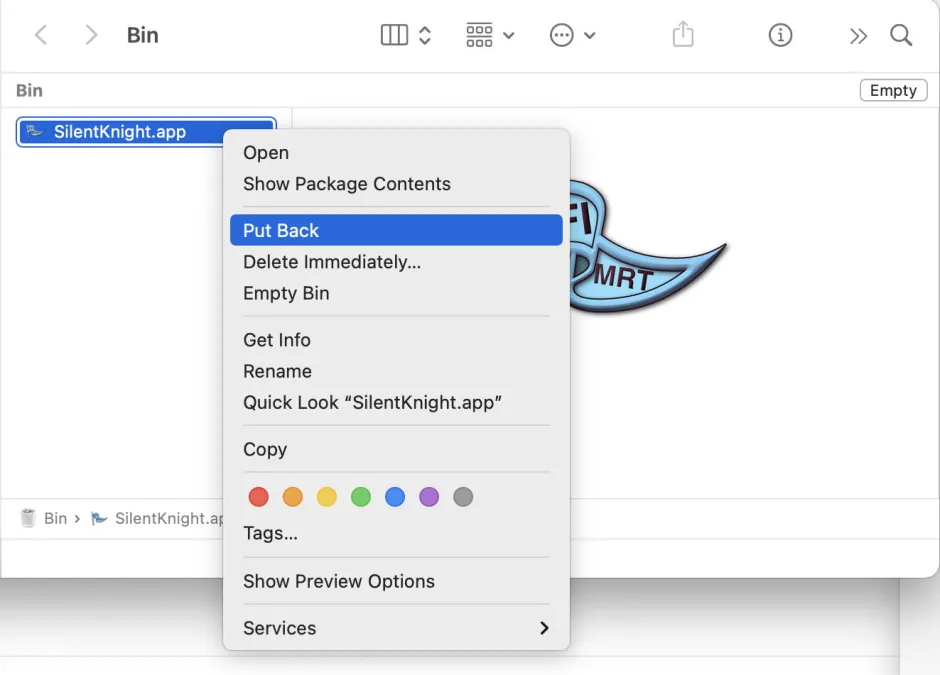 Bin
Bin
Empty
SilentKnight.app
Open
Show Package Contents
Put Back
Delete Immediately...
Empty Bin
Get Info
Rename
Quick Look “SilentKnight.app”
Copy
Tags...
Show Preview Options
Services
FI
MRT
Bin › SilentKnight.ap